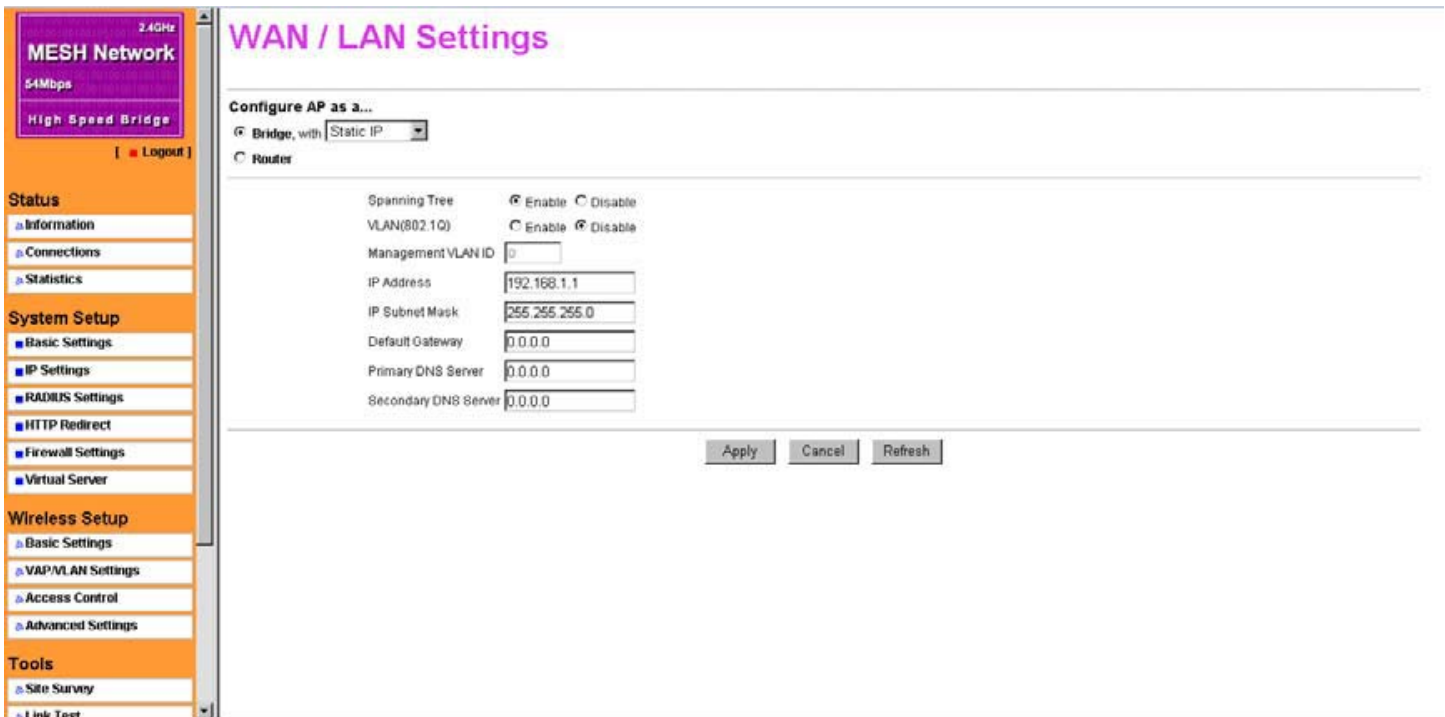 2.4GHz
MESH Network
54Mbps
High Speed Bridge
[ Logout ]
Status
Information
Connections
Statistics
System Setup
Basic Settings
IP Settings
RADIUS Settings
HTTP Redirect
Firewall Settings
Virtual Server
Wireless Setup
Basic Settings
VAP/VLAN Settings
Access Control
Advanced Settings
Tools
Site Survey
Link Test
WAN / LAN Settings
Configure AP as a...
Bridge, with Static IP
Router
Spanning Tree Enable Disable
VLAN(802.1Q) Enable Disable
Management VLAN ID 0
IP Address 192.168.1.1
IP Subnet Mask 255.255.255.0
Default Gateway 0.0.0.0
Primary DNS Server 0.0.0.0
Secondary DNS Server 0.0.0.0
Apply Cancel Refresh